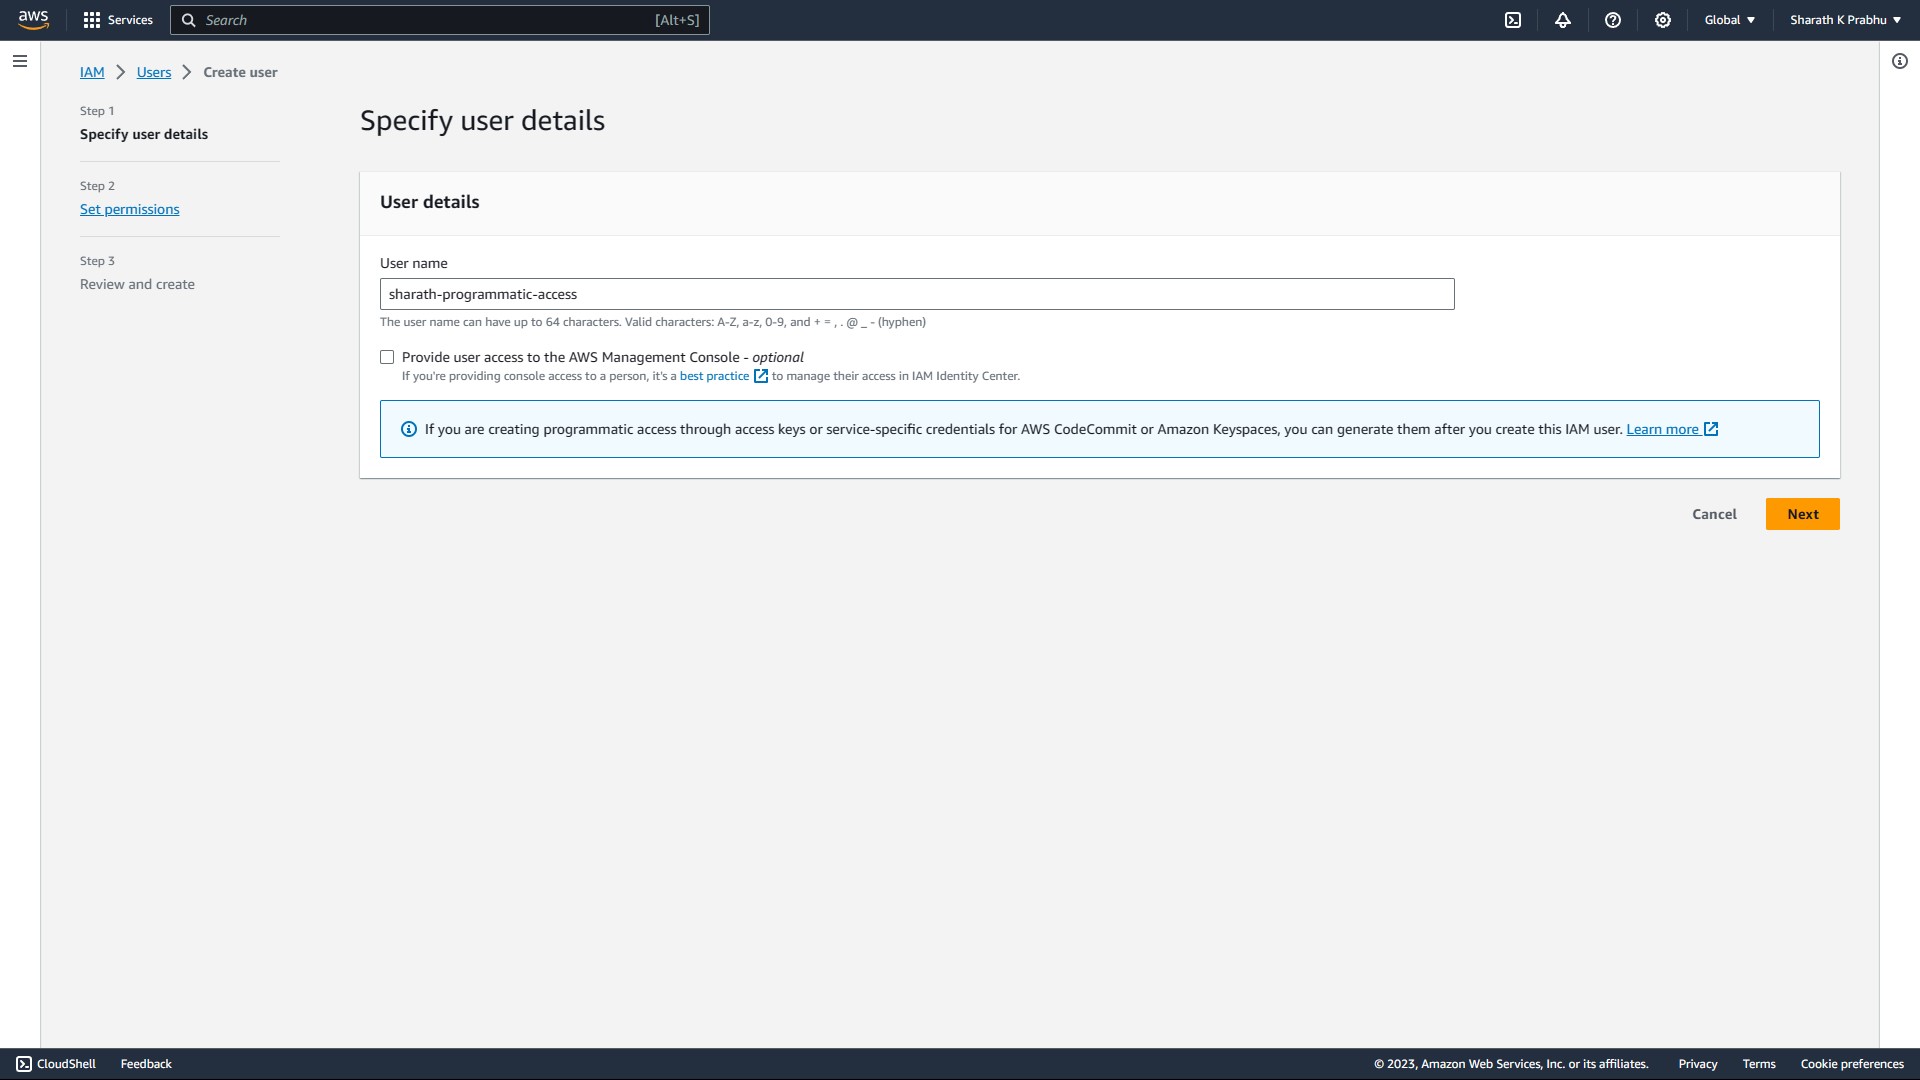 aws
Services
Search
[Alt+S]
Global
Sharath K Prabhu
IAM
Users
Create user
Step 1
Specify user details
Step 2
Set permissions
Step 3
Review and create
Specify user details
User details
User name
sharath-programmatic-access
The user name can have up to 64 characters. Valid characters: A-Z, a-z, 0-9, and + = , . @ _ - (hyphen)
Provide user access to the AWS Management Console - optional
If you're providing console access to a person, it's a best practice to manage their access in IAM Identity Center.
If you are creating programmatic access through access keys or service-specific credentials for AWS CodeCommit or Amazon Keyspaces, you can generate them after you create this IAM user. Learn more
Cancel
Next
CloudShell
Feedback
© 2023, Amazon Web Services, Inc. or its affiliates.
Privacy
Terms
Cookie preferences